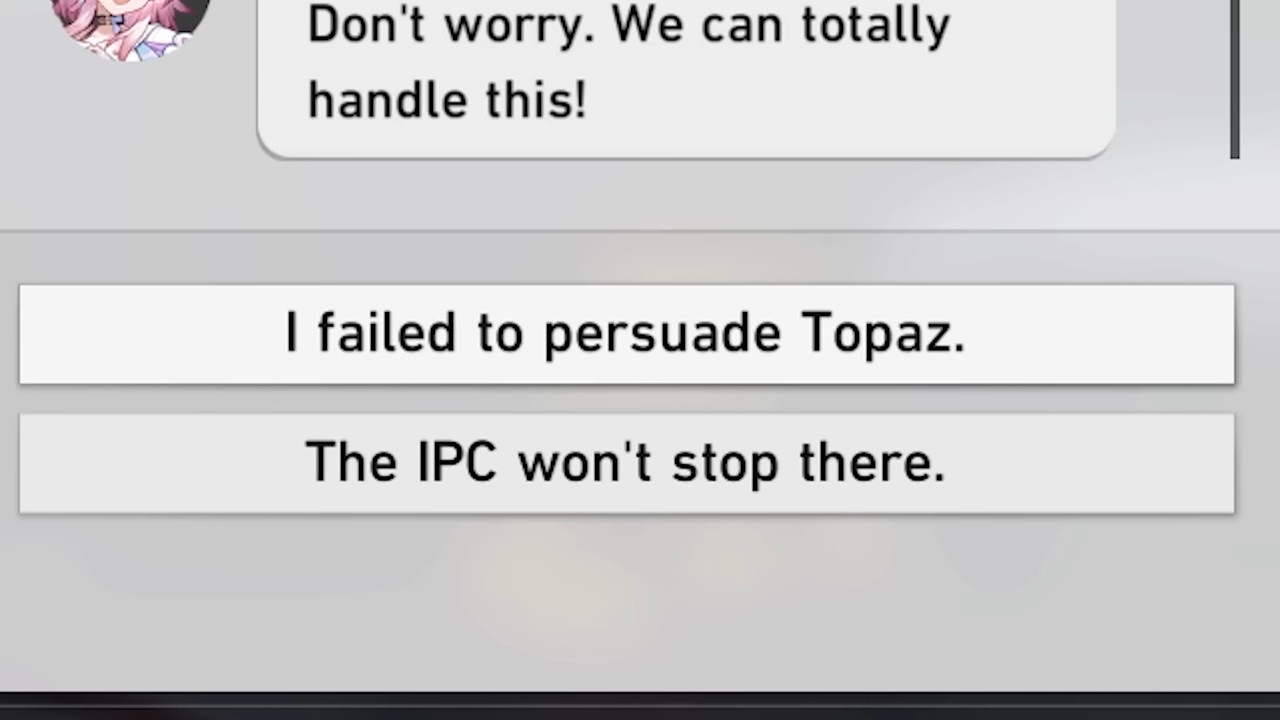 Don't worry. We can totally
handle this!
I failed to persuade Topaz.
The IPC won't stop there.